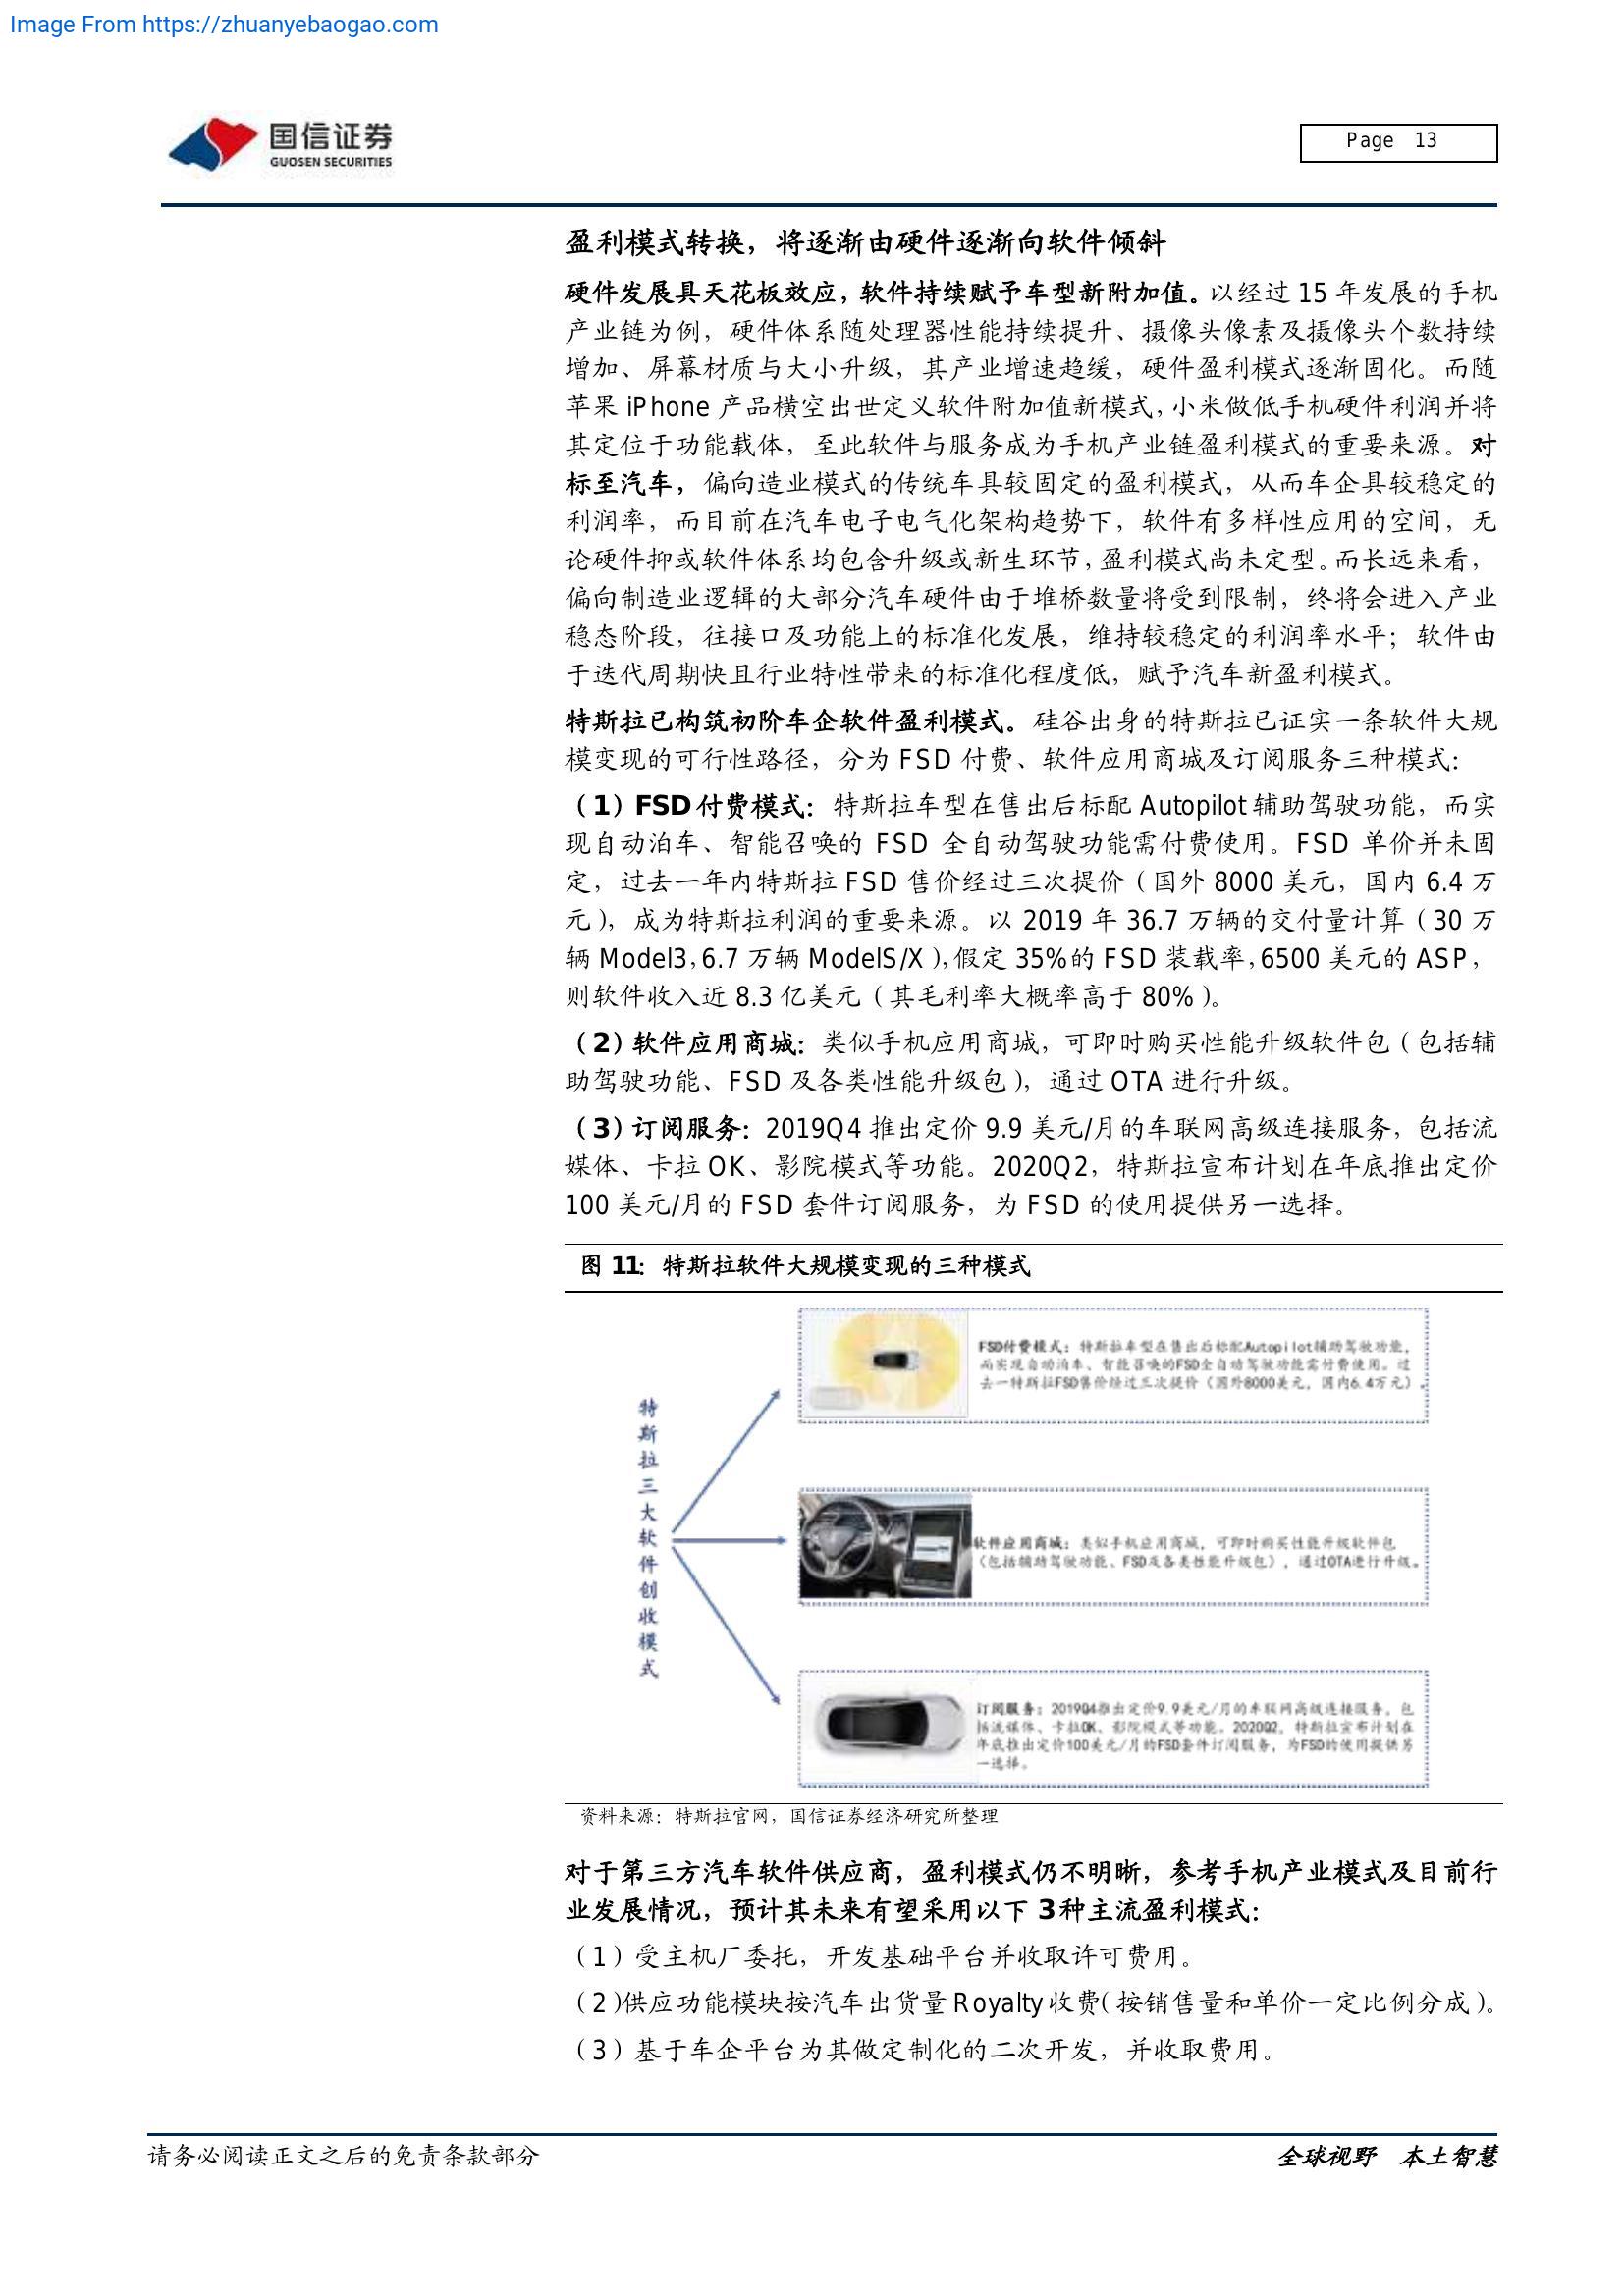 Image From https://zhuanyebaogao.com
国信证券
GUOSEN SECURITIES
Page 13
盈利模式转换，将逐渐由硬件逐渐向软件倾斜
硬件发展具天花板效应，软件持续赋予车型新附加值。以经过 15 年发展的手机
产业链为例，硬件体系随处理器性能持续提升、摄像头像素及摄像头个数持续
增加、屏幕材质与大小升级，其产业增速趋缓，硬件盈利模式逐渐固化。而随
苹果 iPhone 产品横空出世定义软件附加值新模式，小米做低手机硬件利润并将
其定位于功能载体，至此软件与服务成为手机产业链盈利模式的重要来源。对
标至汽车，偏向造业模式的传统车具较固定的盈利模式，从而车企具较稳定的
利润率，而目前在汽车电子电气化架构趋势下，软件有多样性应用的空间，无
论硬件抑或软件体系均包含升级或新生环节，盈利模式尚未定型。而长远来看，
偏向制造业逻辑的大部分汽车硬件由于堆桥数量将受到限制，终将会进入产业
稳态阶段，往接口及功能上的标准化发展，维持较稳定的利润率水平；软件由
于迭代周期快且行业特性带来的标准化程度低，赋予汽车新盈利模式。
特斯拉已构筑初阶车企软件盈利模式。硅谷出身的特斯拉已证实一条软件大规
模变现的可行性路径，分为 FSD 付费、软件应用商城及订阅服务三种模式：
（1）FSD 付费模式：特斯拉车型在售出后标配 Autopilot 辅助驾驶功能，而实
现自动泊车、智能召唤的 FSD 全自动驾驶功能需付费使用。FSD 单价并未固
定，过去一年内特斯拉 FSD 售价经过三次提价（国外 8000 美元，国内 6.4 万
元），成为特斯拉利润的重要来源。以 2019 年 36.7 万辆的交付量计算（30 万
辆 Model3，6.7 万辆 ModelS/X），假定 35%的 FSD 装载率，6500 美元的 ASP，
则软件收入近 8.3 亿美元（其毛利率大概率高于 80%）。
（2）软件应用商城：类似手机应用商城，可即时购买性能升级软件包（包括辅
助驾驶功能、FSD 及各类性能升级包），通过 OTA 进行升级。
（3）订阅服务：2019Q4 推出定价 9.9 美元/月的车联网高级连接服务，包括流
媒体、卡拉 OK、影院模式等功能。2020Q2，特斯拉宣布计划在年底推出定价
100 美元/月的 FSD 套件订阅服务，为 FSD 的使用提供另一选择。
图 11：特斯拉软件大规模变现的三种模式
特斯拉三大软件创收模式
FSD付费模式：特斯拉车型在售出后标配Autopilot辅助驾驶功能，
而实现自动泊车、智能召唤的FSD全自动驾驶功能需付费使用。过
去一特斯拉FSD售价经过三次提价（国外8000美元，国内6.4万元）。
软件应用商城：类似手机应用商城，可即时购买性能升级软件包
（包括辅助驾驶功能、FSD及各类性能升级包），通过OTA进行升级。
订阅服务：2019Q4推出定价9.9美元/月的车联网高级连接服务，包
括流媒体、卡拉OK、影院模式等功能。2020Q2，特斯拉宣布计划在
年底推出定价100美元/月的FSD套件订阅服务，为FSD的使用提供另
一选择。
资料来源：特斯拉官网，国信证券经济研究所整理
对于第三方汽车软件供应商，盈利模式仍不明晰，参考手机产业模式及目前行
业发展情况，预计其未来有望采用以下 3 种主流盈利模式：
（1）受主机厂委托，开发基础平台并收取许可费用。
（2）供应功能模块按汽车出货量 Royalty 收费（按销售量和单价一定比例分成）。
（3）基于车企平台为其做定制化的二次开发，并收取费用。
请务必阅读正文之后的免责条款部分
全球视野 本土智慧